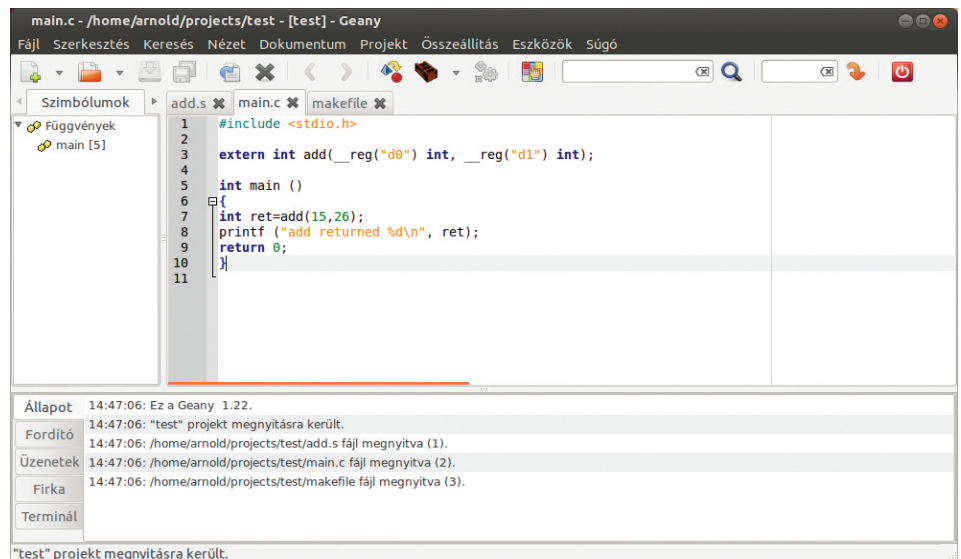 main.c - /home/arnold/projects/test - [test] - Geany
Fájl Szerkesztés Keresés Nézet Dokumentum Projekt Összeállítás Eszközök Súgó
Szimbólumok
add.s main.c makefile
Függvények
main [5]
1 #include <stdio.h>
2
3 extern int add(__reg("d0") int, __reg("d1") int);
4
5 int main ()
6 {
7 int ret=add(15,26);
8 printf ("add returned %d\n", ret);
9 return 0;
10 }
11
Állapot
Fordító
Üzenetek
Firka
Terminál
14:47:06: Ez a Geany 1.22.
14:47:06: "test" projekt megnyitásra került.
14:47:06: /home/arnold/projects/test/add.s fájl megnyitva (1).
14:47:06: /home/arnold/projects/test/main.c fájl megnyitva (2).
14:47:06: /home/arnold/projects/test/makefile fájl megnyitva (3).
"test" projekt megnyitásra került.